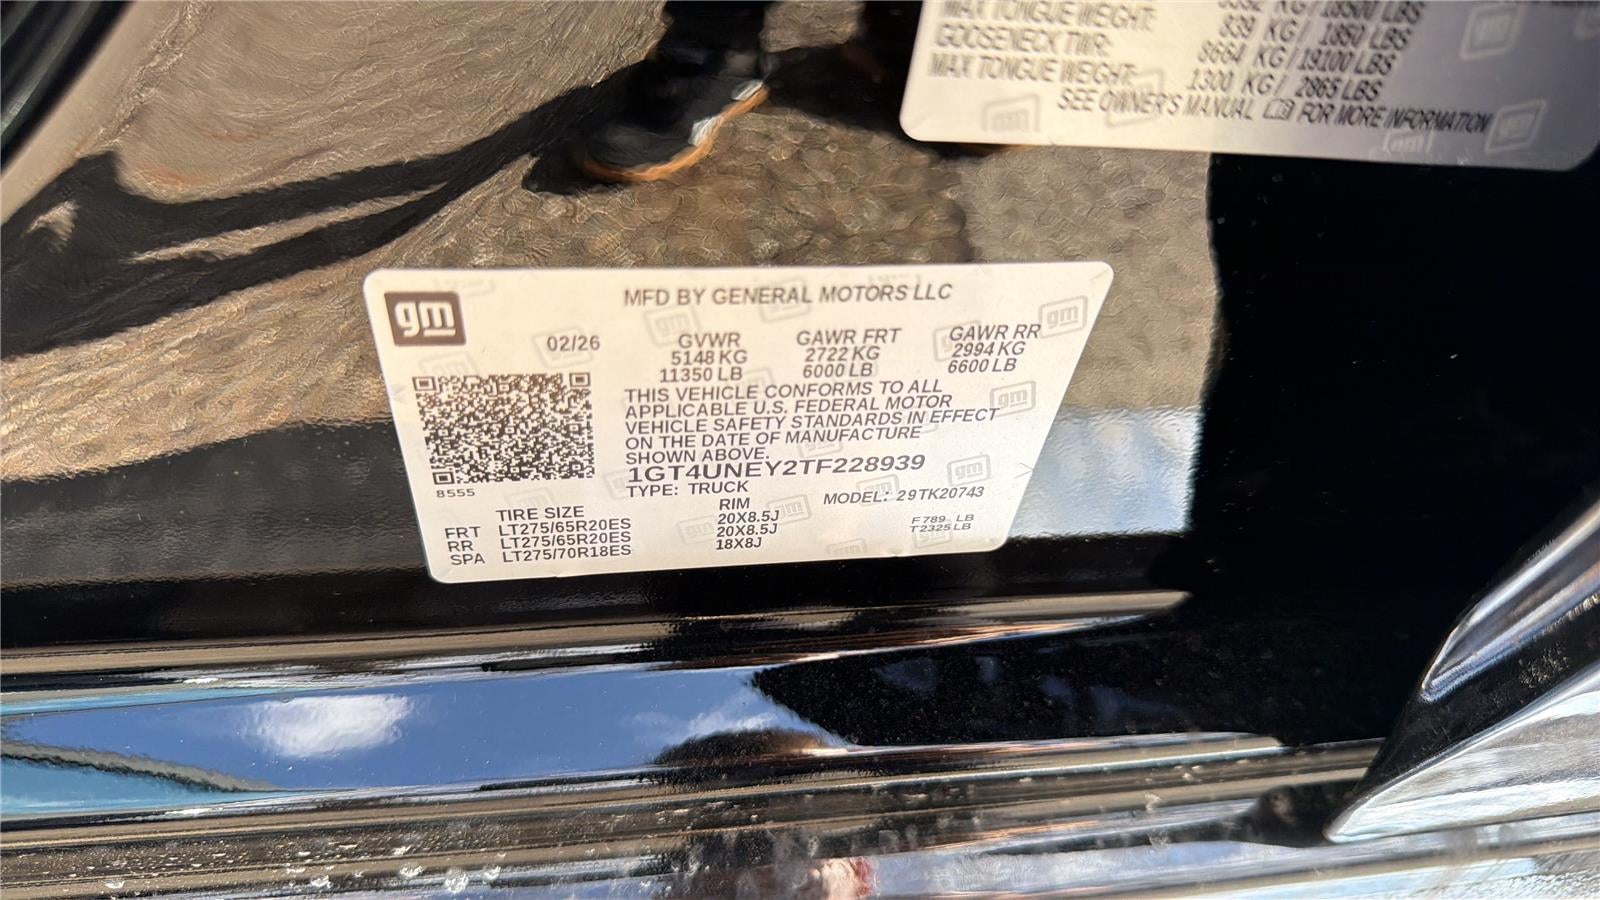 MAX TONGUE WEIGHT: 839 KG / 1850 LBS
GOOSENECK TWR: 8664 KG / 19100 LBS
MAX TONGUE WEIGHT: 1300 KG / 2865 LBS
SEE OWNER'S MANUAL FOR MORE INFORMATION
gm
MFD BY GENERAL MOTORS LLC
02/26
GVWR GAWR FRT GAWR RR
5148 KG 2722 KG 2994 KG
11350 LB 6000 LB 6600 LB
THIS VEHICLE CONFORMS TO ALL
APPLICABLE U.S. FEDERAL MOTOR
VEHICLE SAFETY STANDARDS IN EFFECT
ON THE DATE OF MANUFACTURE
SHOWN ABOVE.
1GT4UNEY2TF228939
8555
TYPE: TRUCK MODEL: 29TK20743
TIRE SIZE RIM
FRT LT275/65R20ES 20X8.5J
RR LT275/65R20ES 20X8.5J
SPA LT275/70R18ES 18X8J
F 789 LB
T 2325 LB